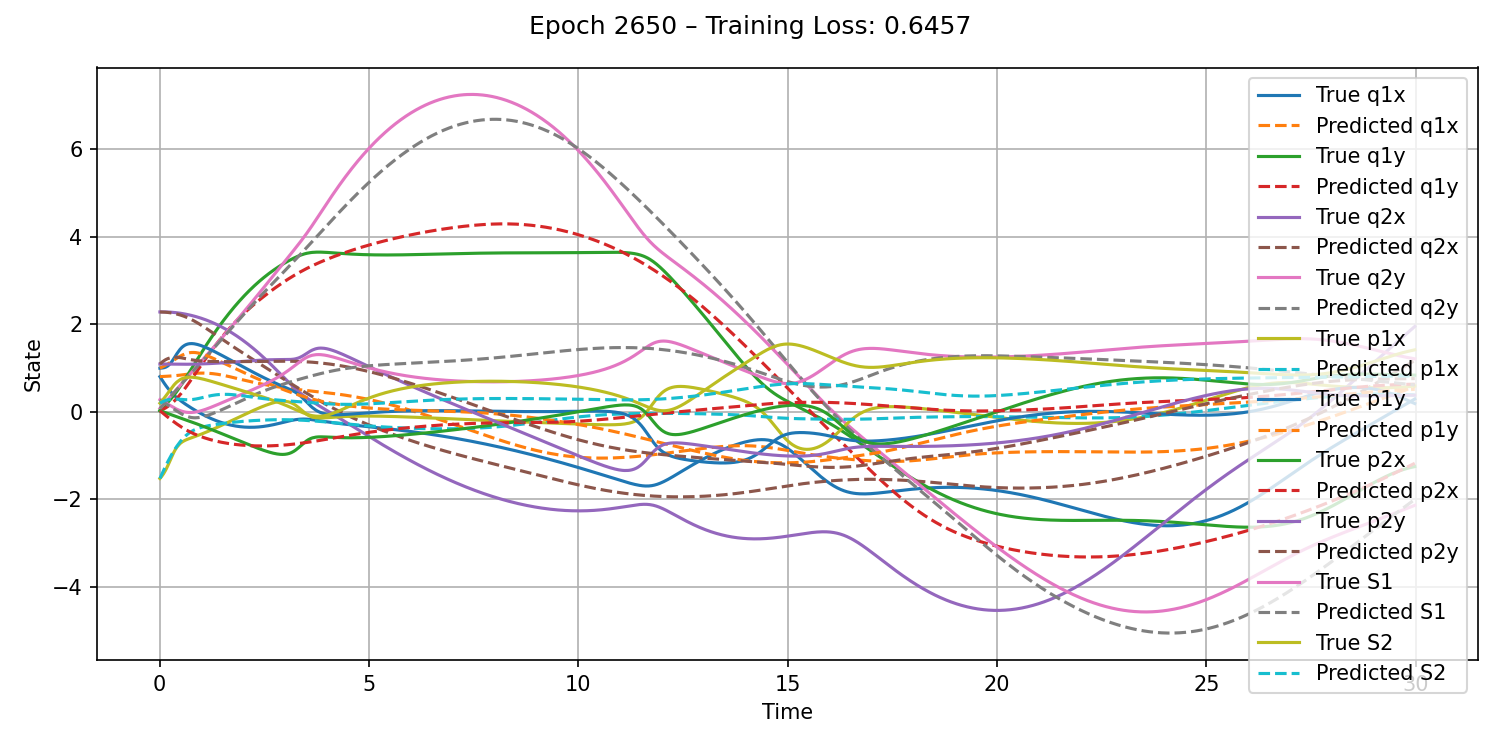 Epoch 2650 – Training Loss: 0.6457
State
6
4
2
0
−2
−4
0
5
10
15
20
25
30
Time
True q1x
Predicted q1x
True q1y
Predicted q1y
True q2x
Predicted q2x
True q2y
Predicted q2y
True p1x
Predicted p1x
True p1y
Predicted p1y
True p2x
Predicted p2x
True p2y
Predicted p2y
True S1
Predicted S1
True S2
Predicted S2